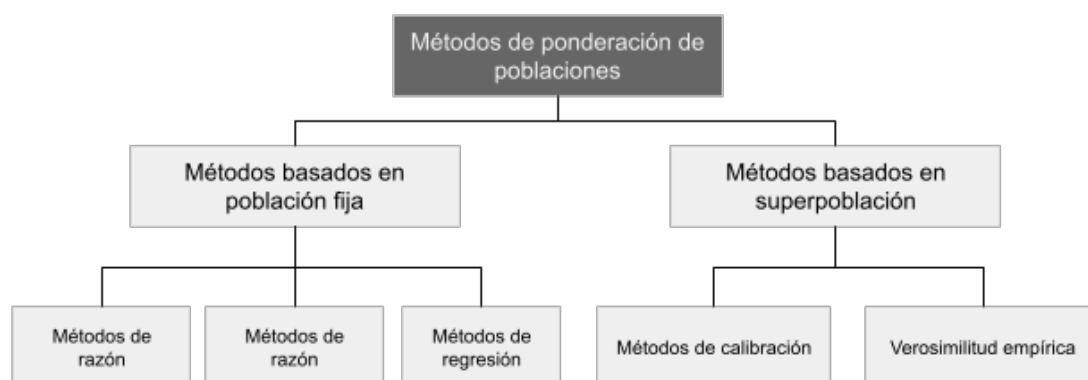 Métodos de ponderación de
poblaciones
Métodos basados en
población fija
Métodos basados en
superpoblación
Métodos de
razón
Métodos de
razón
Métodos de
regresión
Métodos de calibración
Verosimilitud empírica